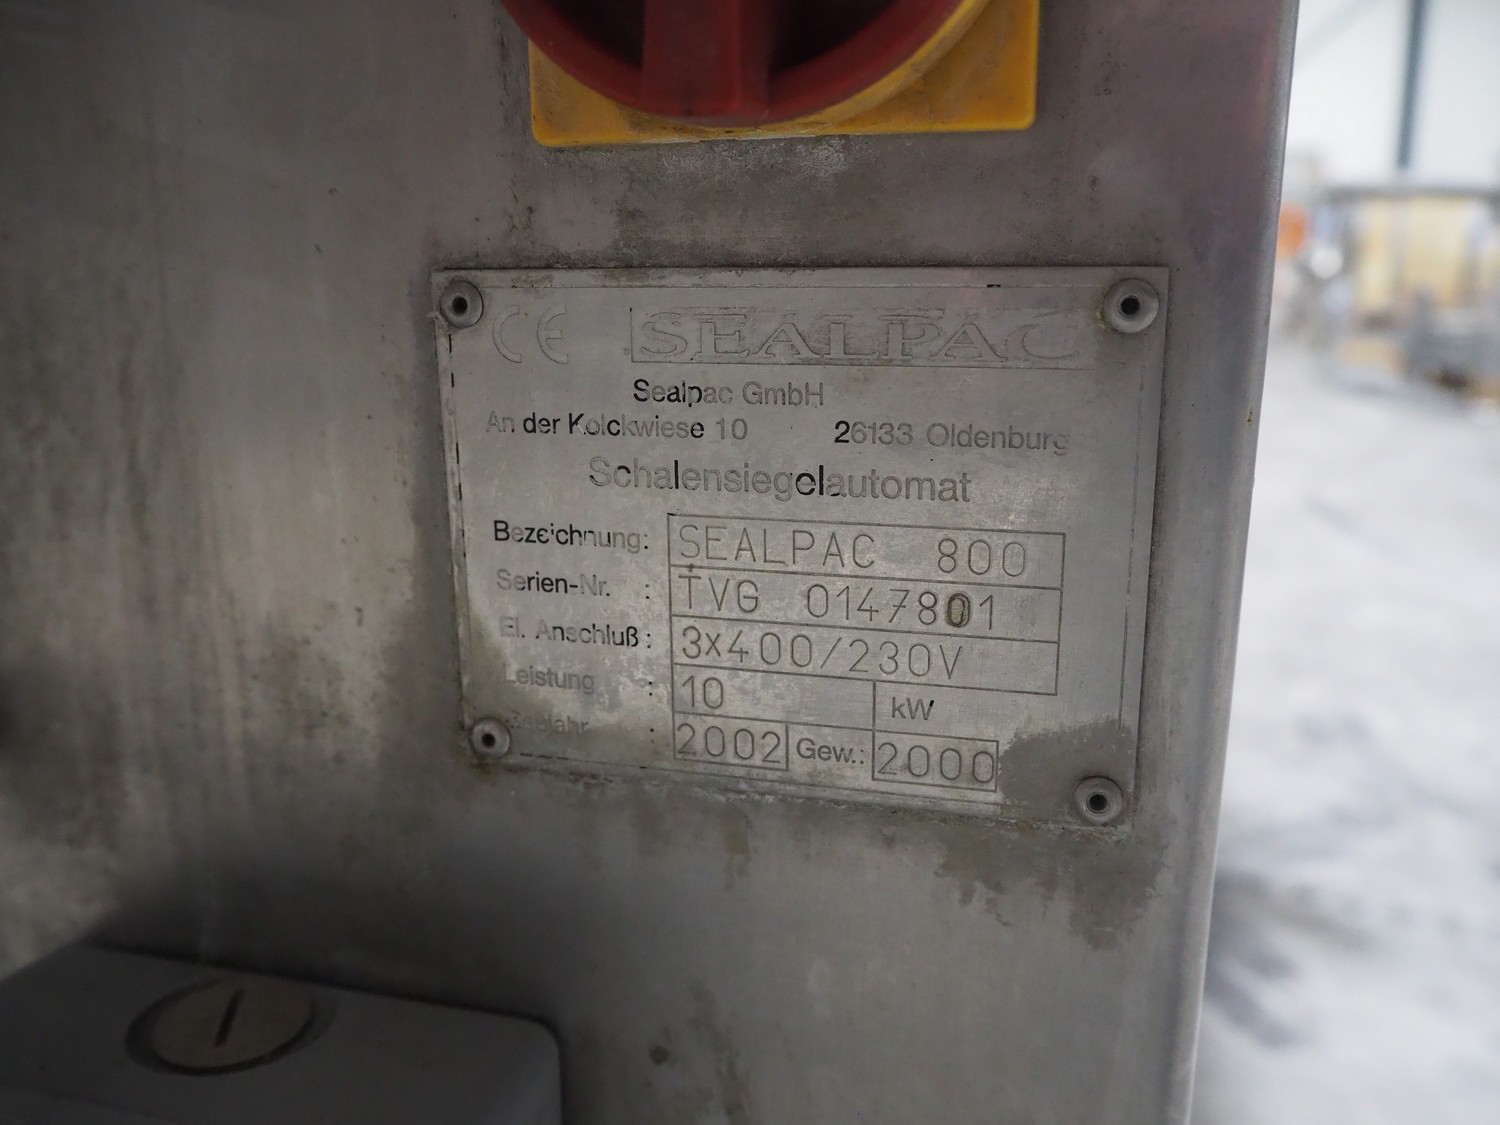 CE SEALPAC
Sealpac GmbH
An der Kolckwiese 10 26133 Oldenburg
Schalensiegelautomat
Bezeichnung: SEALPAC 800
Serien-Nr. : TVG 0147801
El. Anschluß: 3x400/230V
Leistung : 10 kW
Baujahr : 2002 Gew.: 2000